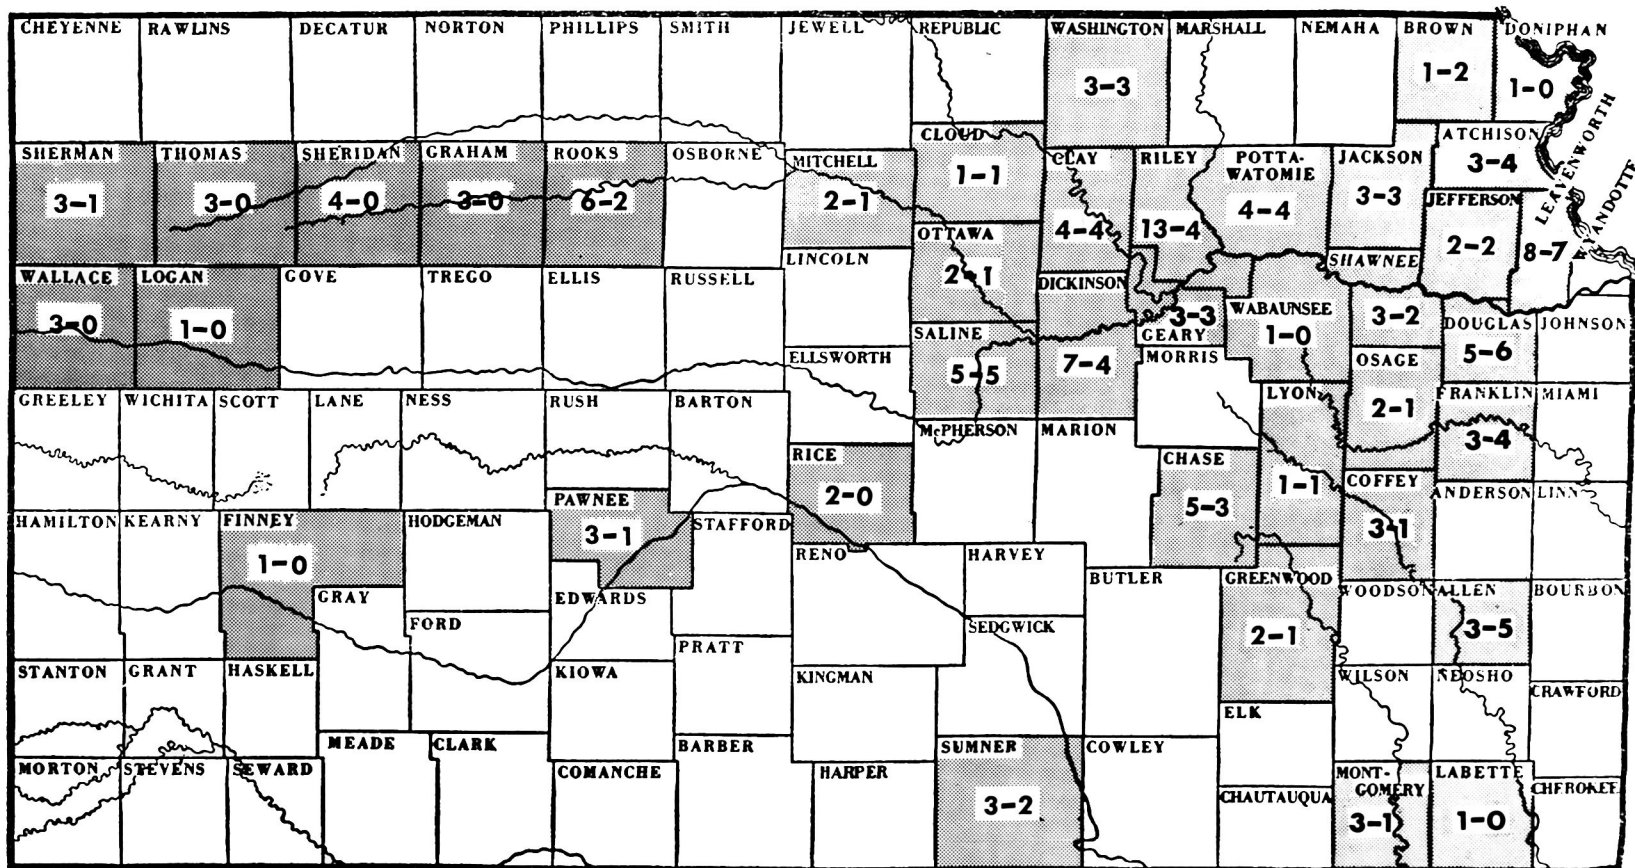 CHEYENNE RAWLINS DECATUR NORTON PHILLIPS SMITH JEWELL REPUBLIC WASHINGTON MARSHALL NEMAHA BROWN DONIPHAN
3-3 1-2 1-0
SHERMAN THOMAS SHERIDAN GRAHAM ROOKS OSBORNE MITCHELL CLOUD CLAY RILEY POTTA-
WATOMIE JACKSON ATCHISON LEAVENWORTH WYANDOTTE
3-1 3-0 4-0 3-0 6-2 2-1 1-1 4-4 13-4 4-4 3-3 3-4
JEFFERSON
2-2 8-7
WALLACE LOGAN GOVE TREGO ELLIS RUSSELL LINCOLN OTTAWA DICKINSON SHAWNEE
3-0 1-0 2-1
SALINE GEARY WABAUNSEE DOUGLAS JOHNSON
5-5 7-4 3-3 1-0 3-2 5-6
ELLSWORTH MORRIS OSAGE
2-1
GREELEY WICHITA SCOTT LANE NESS RUSH BARTON McPHERSON MARION LYON FRANKLIN MIAMI
1-1 3-4
RICE CHASE COFFEY ANDERSON LINN
2-0 5-3 3-1
HAMILTON KEARNY FINNEY HODGEMAN PAWNEE STAFFORD
1-0 3-1
RENO HARVEY BUTLER GREENWOOD WOODSON ALLEN BOURBON
2-1 3-5
GRAY FORD EDWARDS PRATT SEDGWICK
STANTON GRANT HASKELL KIOWA KINGMAN WILSON NEOSHO CRAWFORD
ELK
MEADE CLARK BARBER SUMNER COWLEY
3-2
MORTON STEVENS SEWARD COMANCHE HARPER CHAUTAUQUA MONT-
GOMERY LABETTE CHEROKEE
3-1 1-0